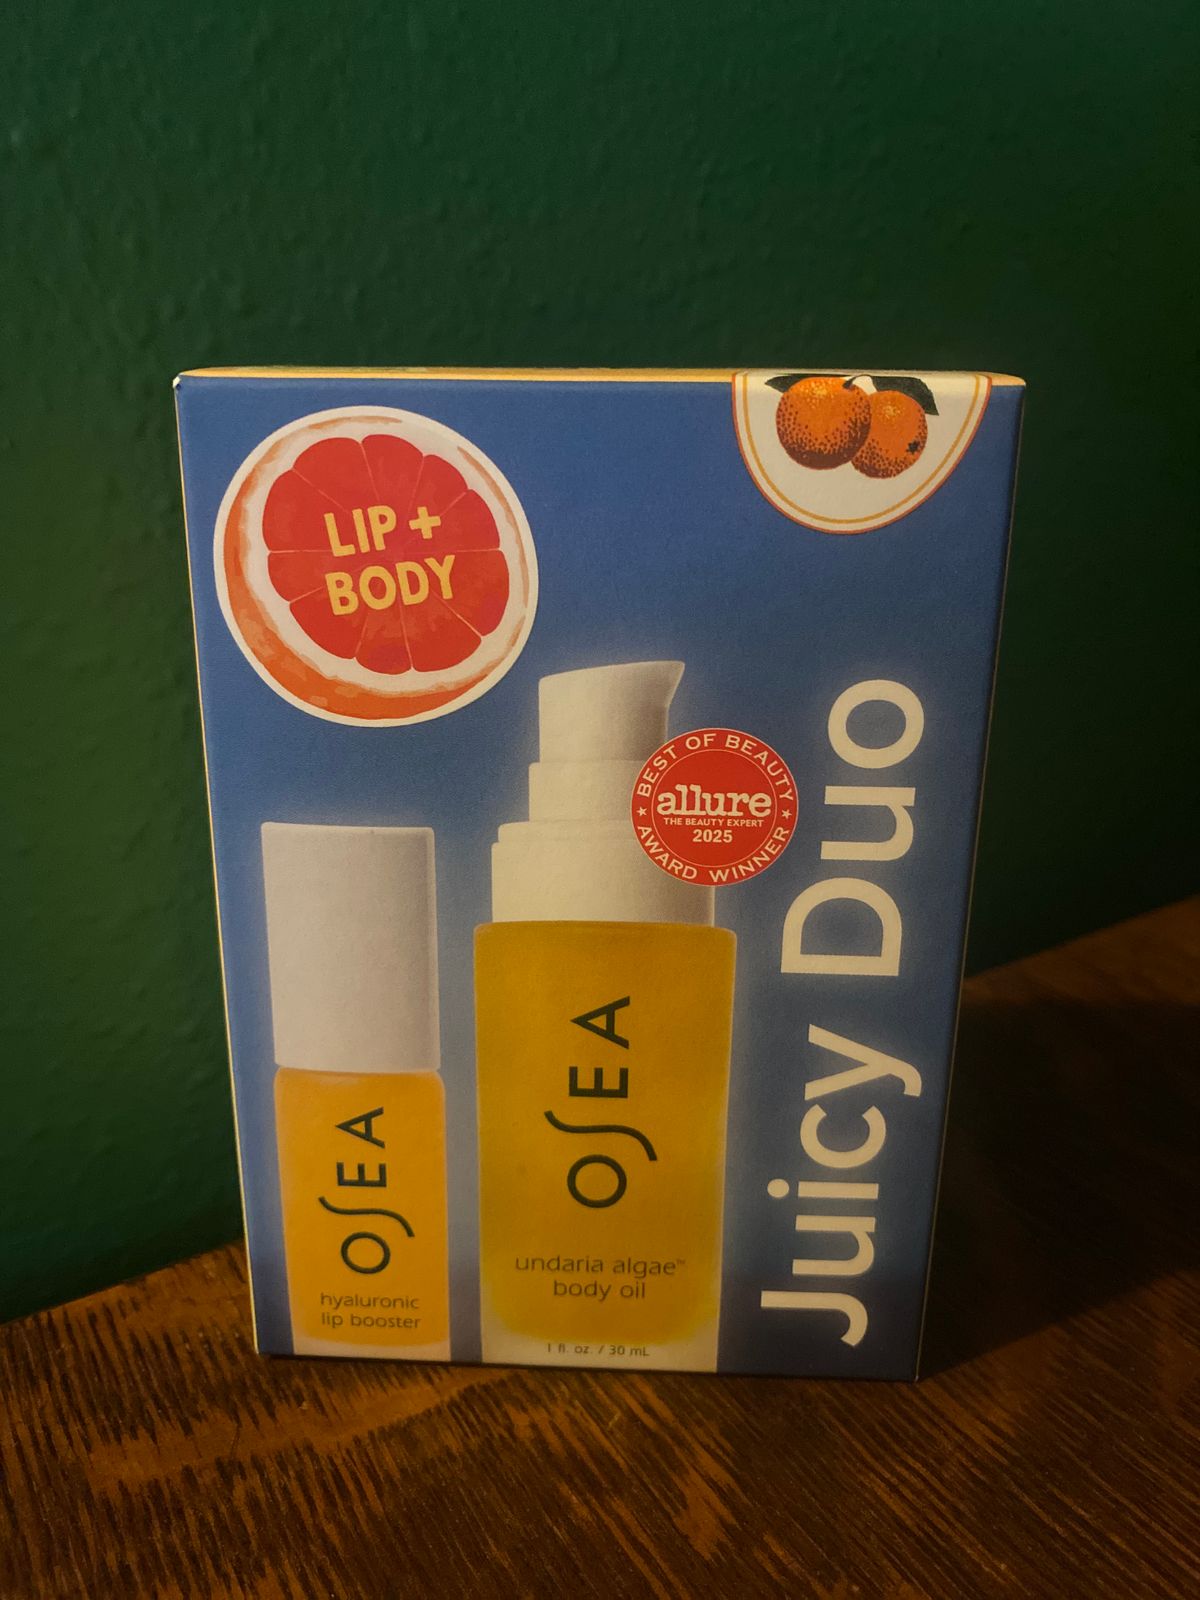 LIP +
BODY
BEST OF BEAUTY
allure
THE BEAUTY EXPERT
2025
AWARD WINNER
Juicy Duo
OSEA
hyaluronic
lip booster
OSEA
undaria algae™
body oil
1 fl. oz. / 30 mL